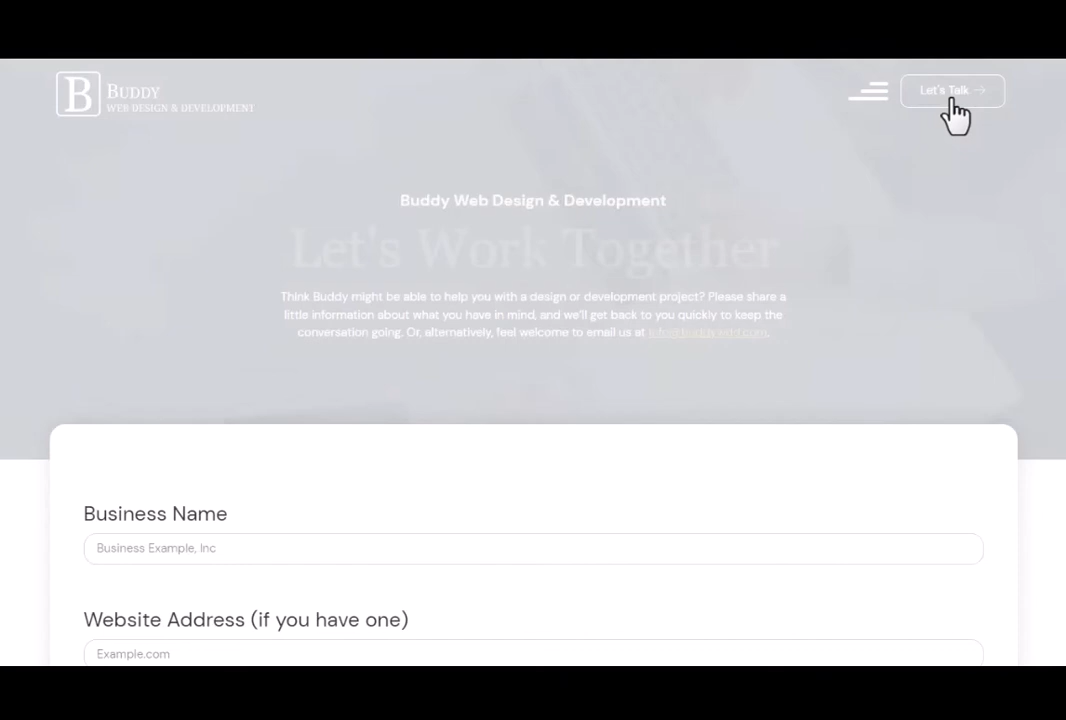 B
BUDDY
WEB DESIGN & DEVELOPMENT
Let's Talk →
Buddy Web Design & Development
Let's Work Together
Think Buddy might be able to help you with a design or development project? Please share a
little information about what you have in mind, and we'll get back to you quickly to keep the
conversation going. Or, alternatively, feel welcome to email us at
Business Name
Business Example, Inc
Website Address (if you have one)
Example.com